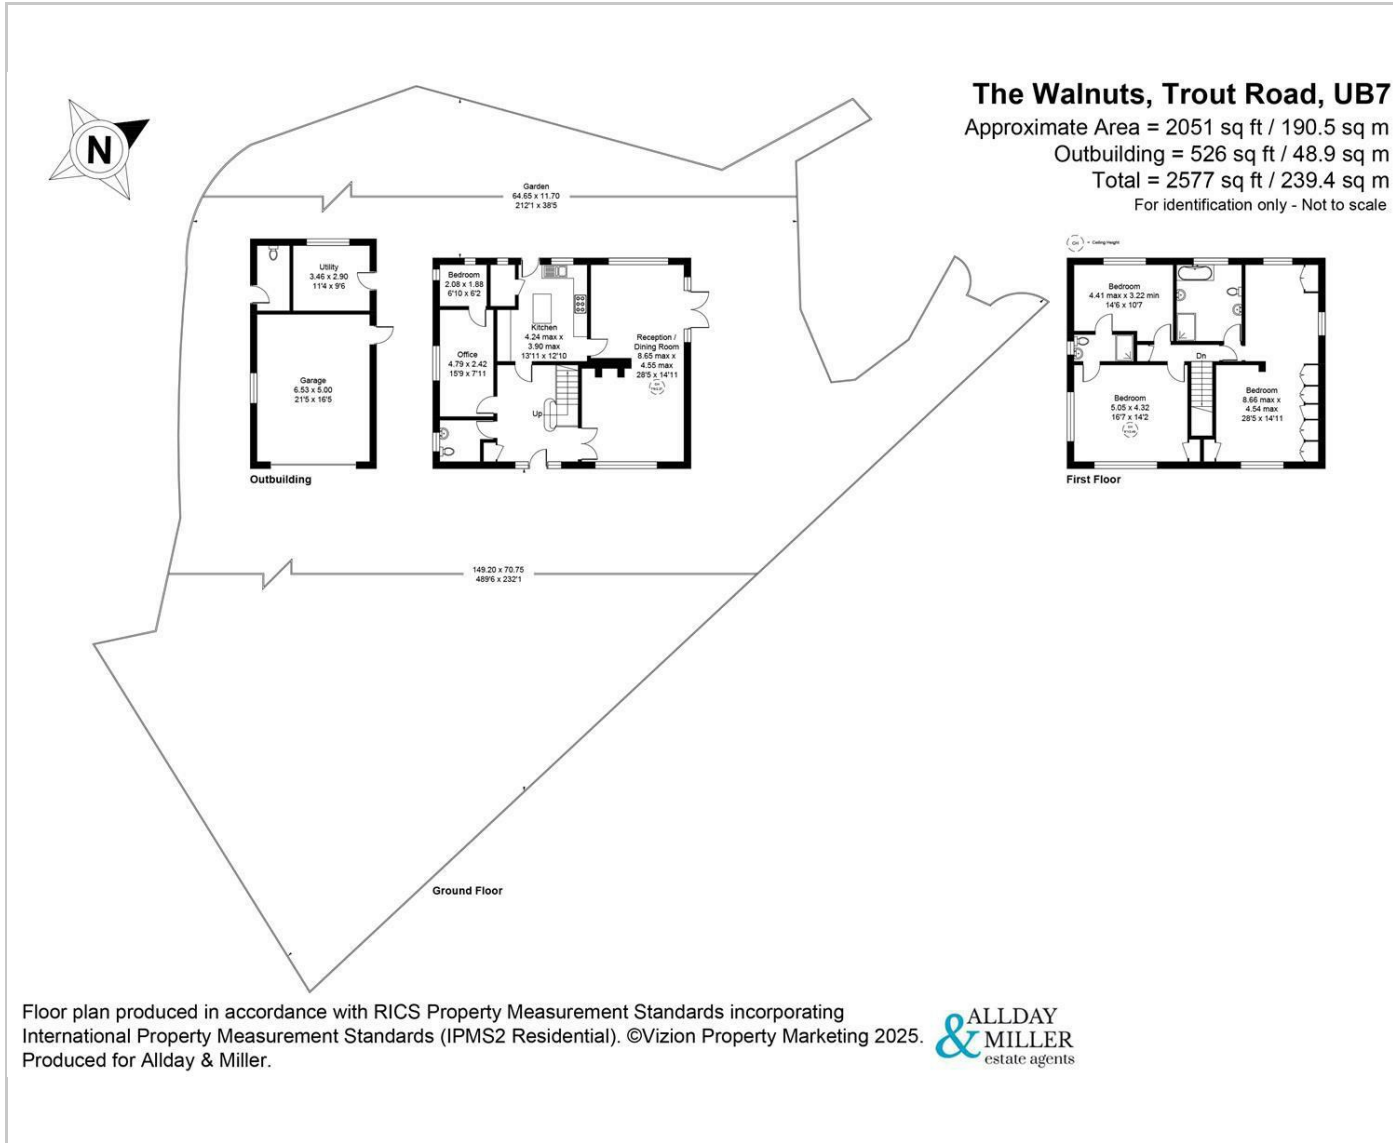 The Walnuts, Trout Road, UB7
Approximate Area = 2051 sq ft / 190.5 sq m
Outbuilding = 526 sq ft / 48.9 sq m
Total = 2577 sq ft / 239.4 sq m
For identification only - Not to scale
N
Garden
64.65 x 11.70
212'1 x 38'5
Utility
3.46 x 2.90
11'4 x 9'6
Garage
6.53 x 5.00
21'5 x 16'5
Outbuilding
Bedroom
2.08 x 1.88
6'10 x 6'2
Kitchen
4.24 max x
3.90 max
13'11 x 12'10
Office
4.79 x 2.42
15'9 x 7'11
Reception /
Dining Room
8.65 max x
4.55 max
28'5 x 14'11
Up
CH = Ceiling Height
Bedroom
4.41 max x 3.22 min
14'6 x 10'7
Dn
Bedroom
5.05 x 4.32
16'7 x 14'2
Bedroom
8.66 max x
4.54 max
28'5 x 14'11
First Floor
149.20 x 70.75
489'6 x 232'1
Ground Floor
Floor plan produced in accordance with RICS Property Measurement Standards incorporating
International Property Measurement Standards (IPMS2 Residential). ©Vizion Property Marketing 2025.
Produced for Allday & Miller.
ALLDAY
& MILLER
estate agents